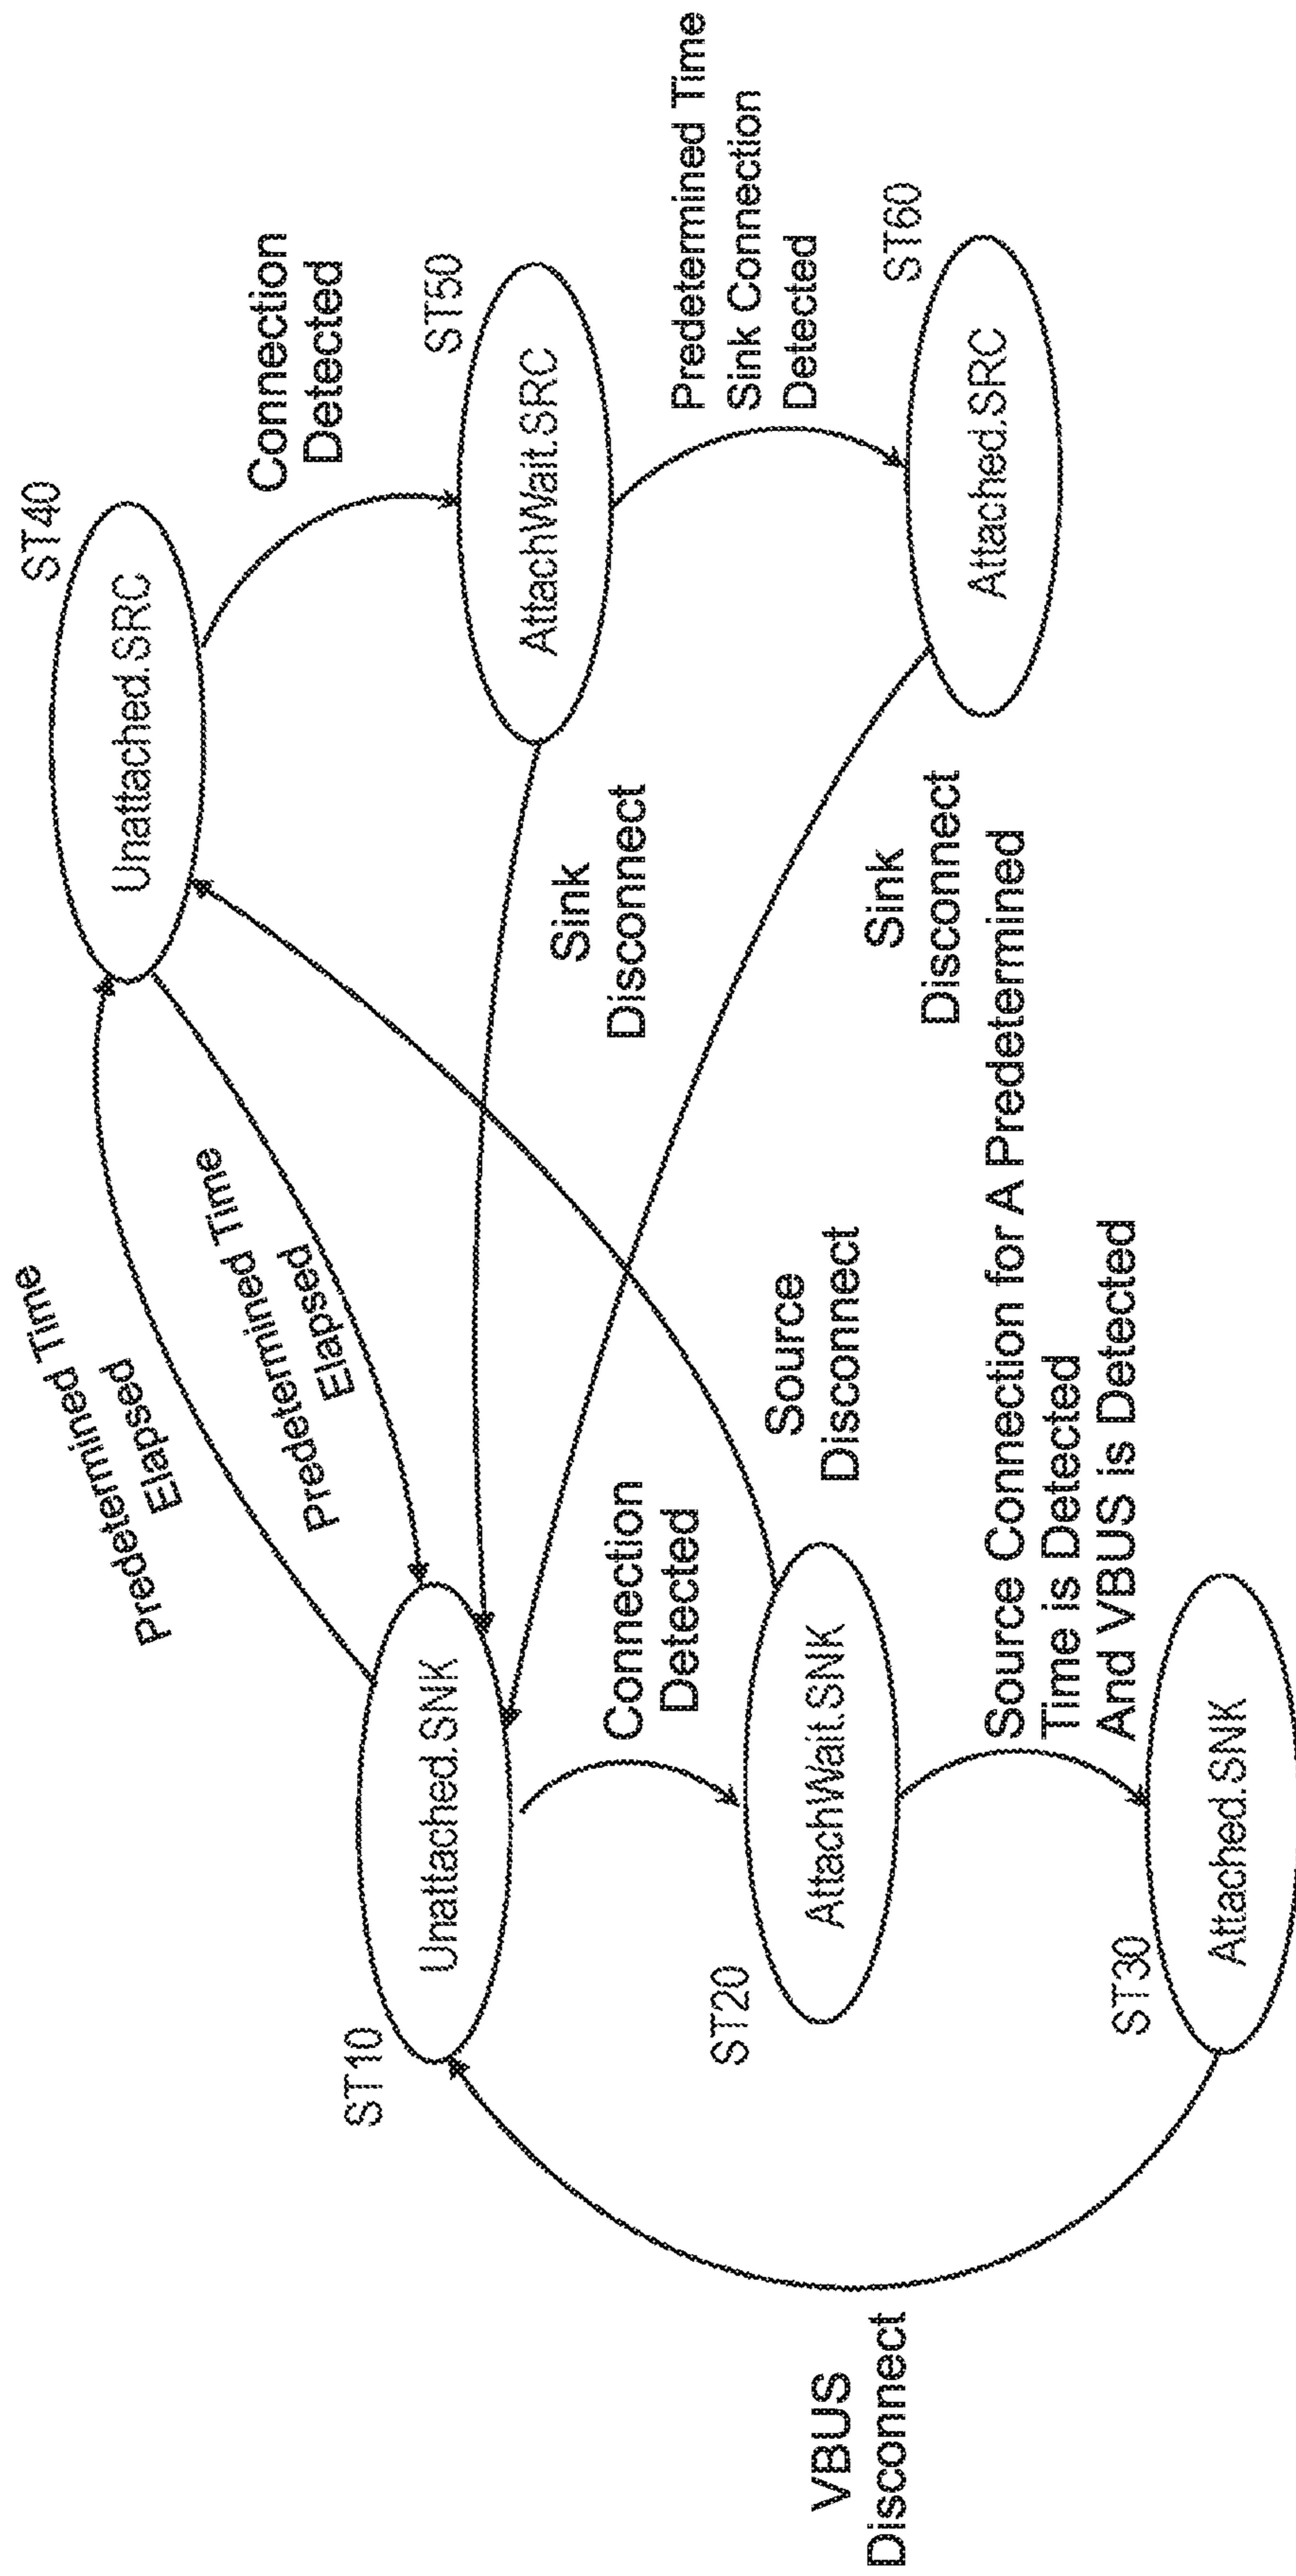 Predetermined Time
Elapsed
Predetermined Time
Elapsed
ST40
Unattached.SRC
Connection
Detected
ST10
Unattached.SNK
ST50
AttachWait.SRC
Sink
Disconnect
Connection
Detected
Predetermined Time
Sink Connection
Detected
ST20
AttachWait.SNK
Source
Disconnect
VBUS
Disconnect
Sink
Disconnect
ST60
Attached.SRC
Source Connection for A Predetermined
Time is Detected
And VBUS is Detected
ST30
Attached.SNK